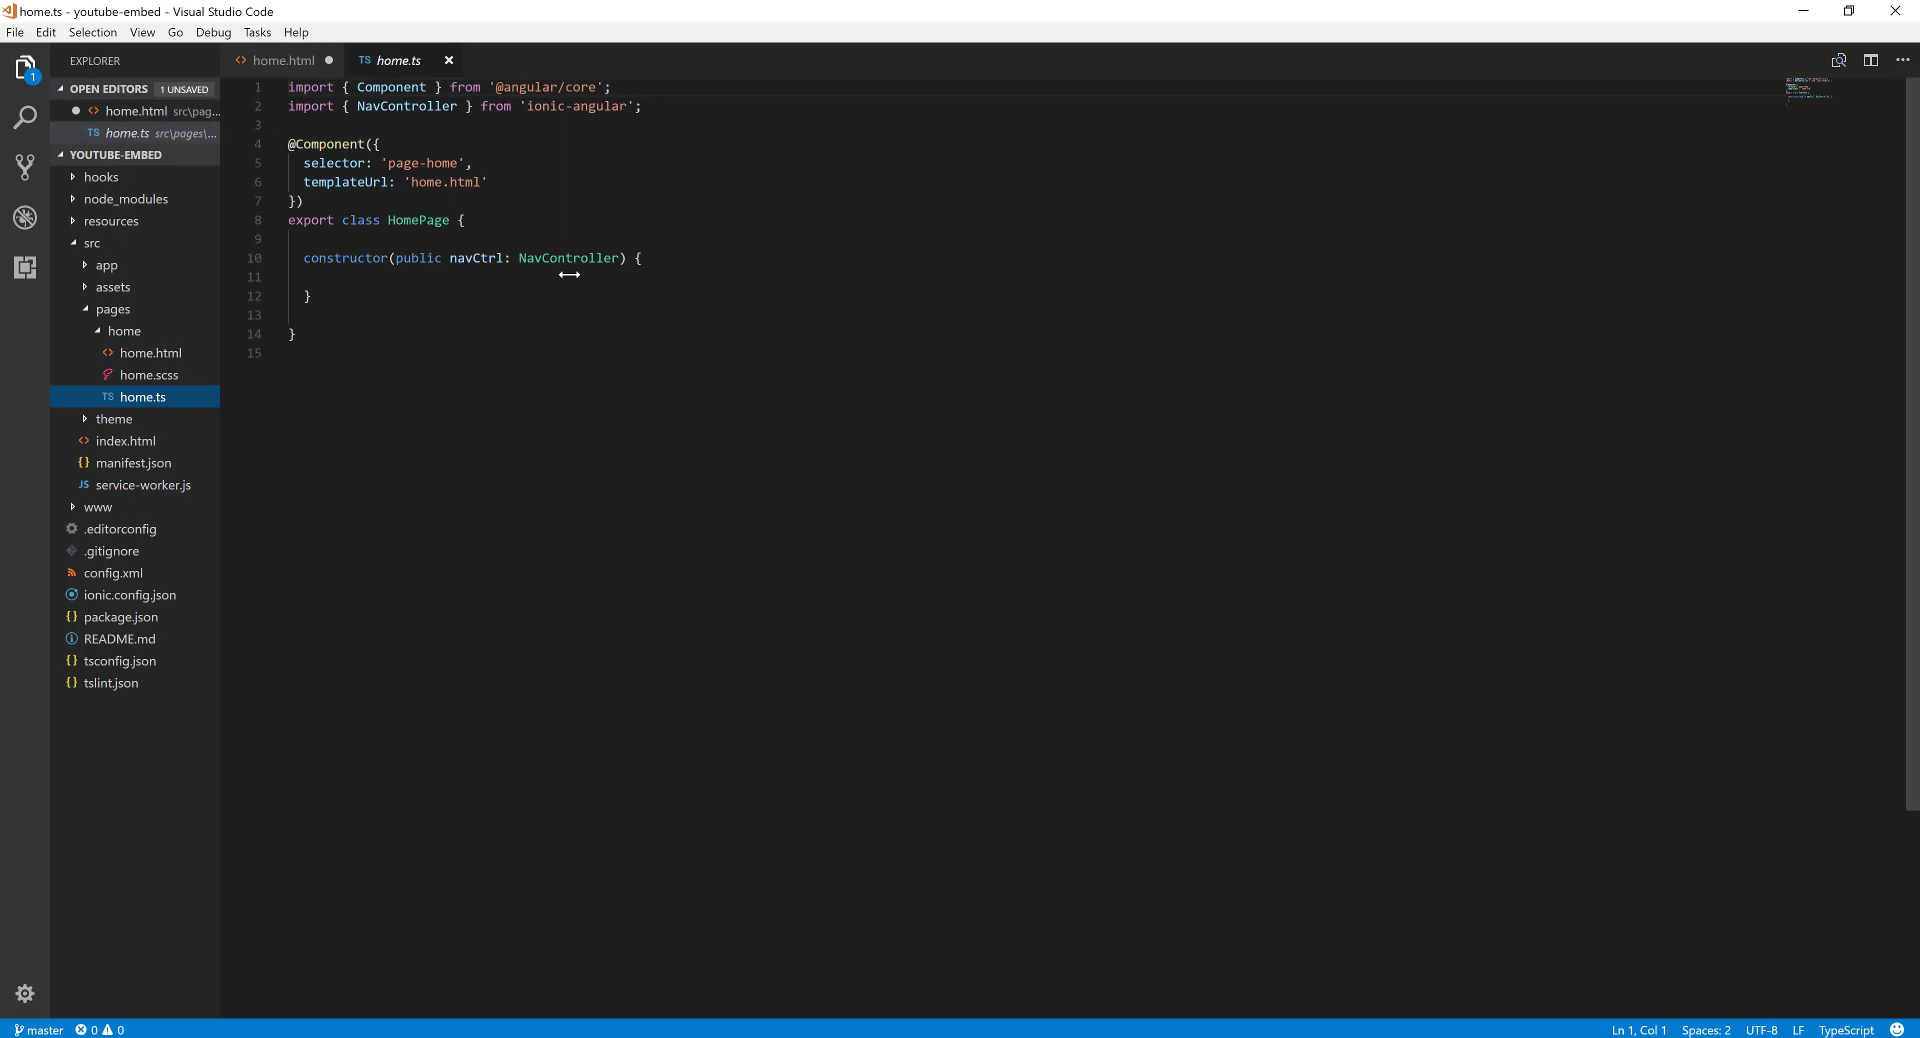 home.ts - youtube-embed - Visual Studio Code
File Edit Selection View Go Debug Tasks Help
EXPLORER
OPEN EDITORS 1 UNSAVED
home.html src\pag...
TS home.ts src\pages\...
YOUTUBE-EMBED
hooks
node_modules
resources
src
app
assets
pages
home
<> home.html
home.scss
TS home.ts
theme
<> index.html
{} manifest.json
JS service-worker.js
www
.editorconfig
.gitignore
config.xml
ionic.config.json
{} package.json
README.md
{} tsconfig.json
{} tslint.json
1
<> home.html TS home.ts
1 import { Component } from '@angular/core';
2 import { NavController } from 'ionic-angular';
3
4 @Component({
5 selector: 'page-home',
6 templateUrl: 'home.html'
7 })
8 export class HomePage {
9
10 constructor(public navCtrl: NavController) {
11
12 }
13
14 }
15
master 0 0 Ln 1, Col 1 Spaces: 2 UTF-8 LF TypeScript